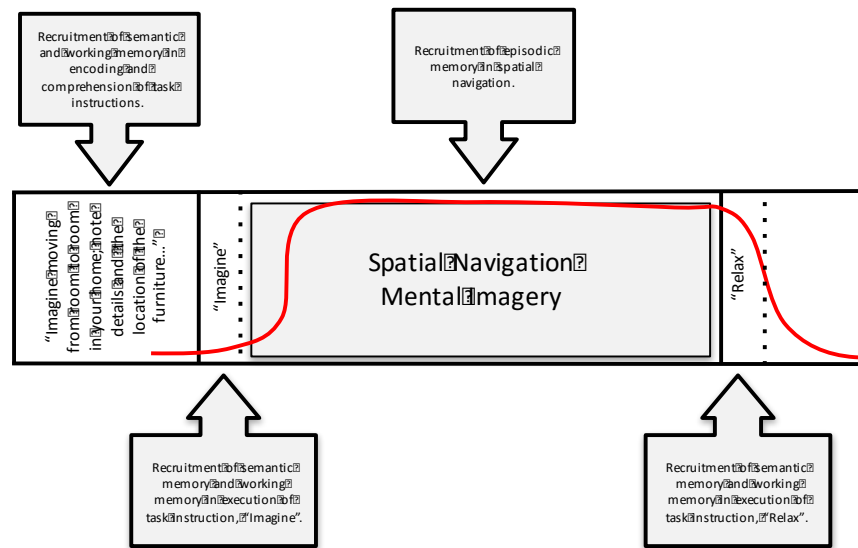 Recruitment of semantic
and working memory in
encoding and
comprehension of task
instructions.
Recruitment of episodic
memory in spatial
navigation.
“Imagine moving
from room to room
in your home; note
details and the
location of the
furniture...”
“Imagine”
Spatial Navigation
Mental Imagery
“Relax”
Recruitment of semantic
memory and working
memory in execution of
task instruction, “Imagine”.
Recruitment of semantic
memory and working
memory in execution of
task instruction, “Relax”.